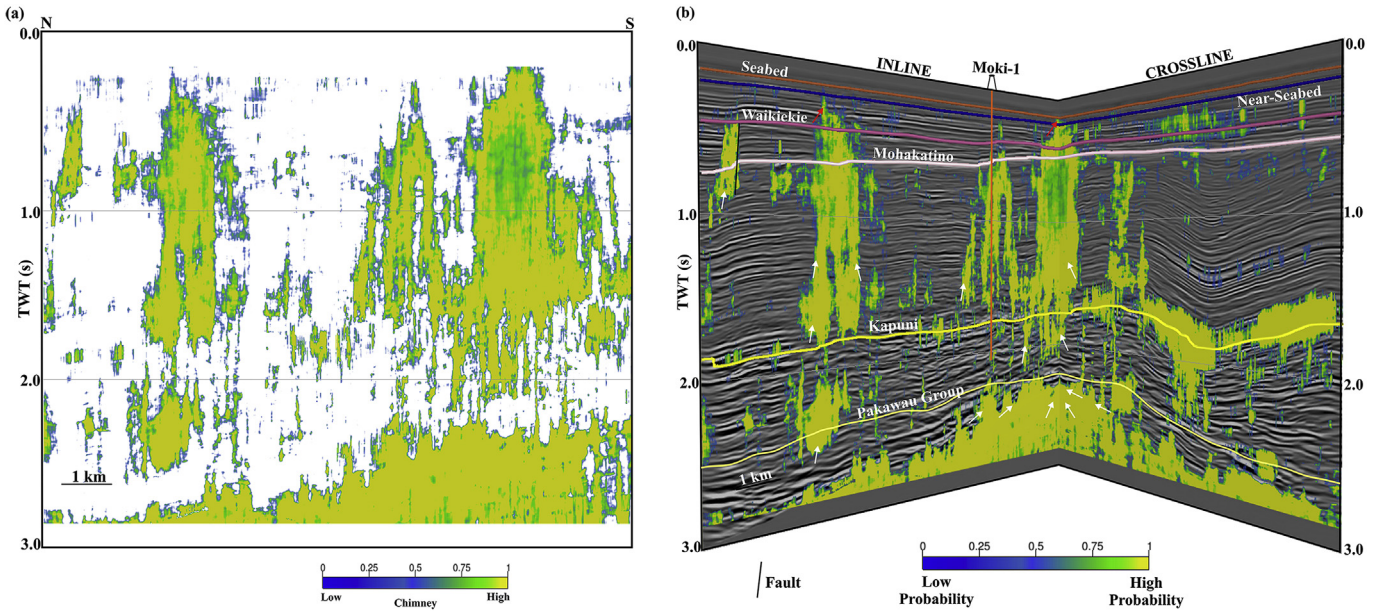 (a)
N
S
0.0
1.0
2.0
3.0
TWT (s)
1 km
0
0.25
0.5
0.75
1
Low
Chimney
High
(b)
0.0
1.0
2.0
3.0
TWT (s)
INLINE
Moki-1
CROSSLINE
0.0
1.0
2.0
3.0
Seabed
Near-Seabed
Waikiekie
Mohakatino
Kapuni
Pakawau Group
1 km
Fault
0
0.25
0.5
0.75
1
Low
Probability
High
Probability